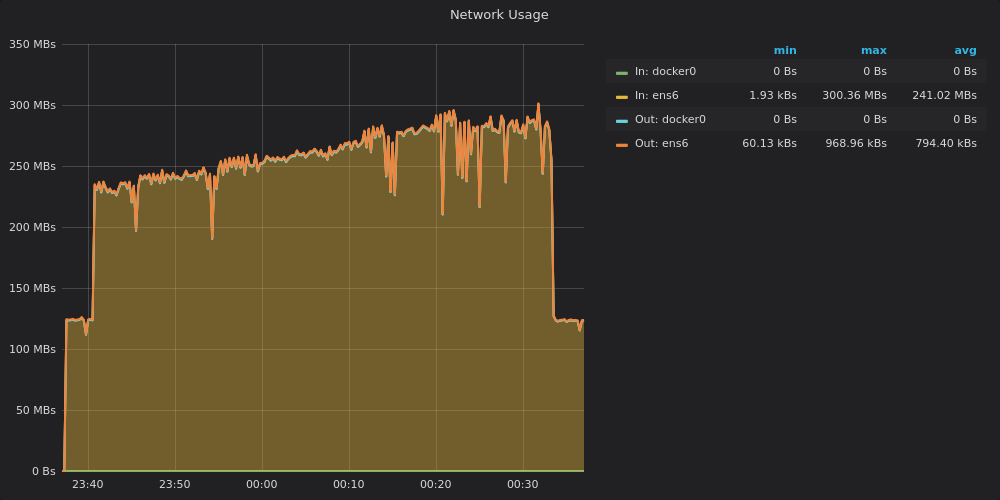 Network Usage
350 MBs
300 MBs
250 MBs
200 MBs
150 MBs
100 MBs
50 MBs
0 Bs
23:40 23:50 00:00 00:10 00:20 00:30
min max avg
In: docker0 0 Bs 0 Bs 0 Bs
In: ens6 1.93 kBs 300.36 MBs 241.02 MBs
Out: docker0 0 Bs 0 Bs 0 Bs
Out: ens6 60.13 kBs 968.96 kBs 794.40 kBs